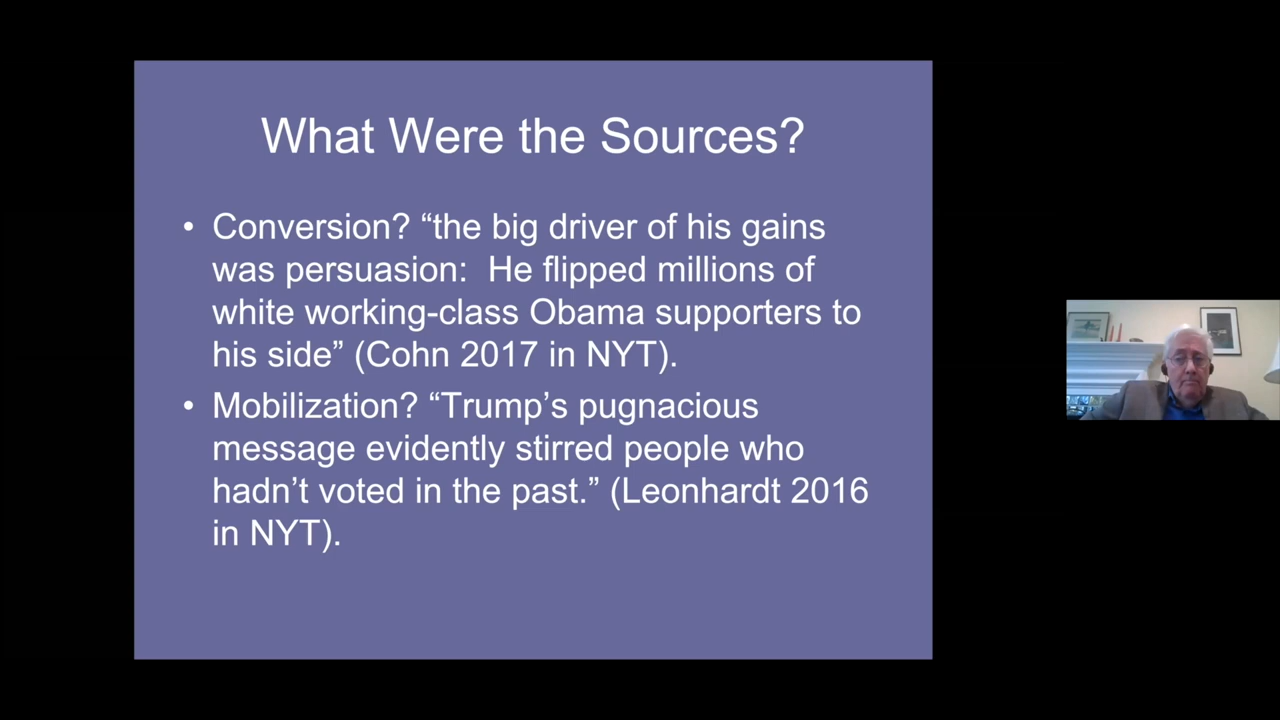 What Were the Sources?
• Conversion? “the big driver of his gains
was persuasion:  He flipped millions of
white working-class Obama supporters to
his side” (Cohn 2017 in NYT).
• Mobilization? “Trump’s pugnacious
message evidently stirred people who
hadn’t voted in the past.” (Leonhardt 2016
in NYT).